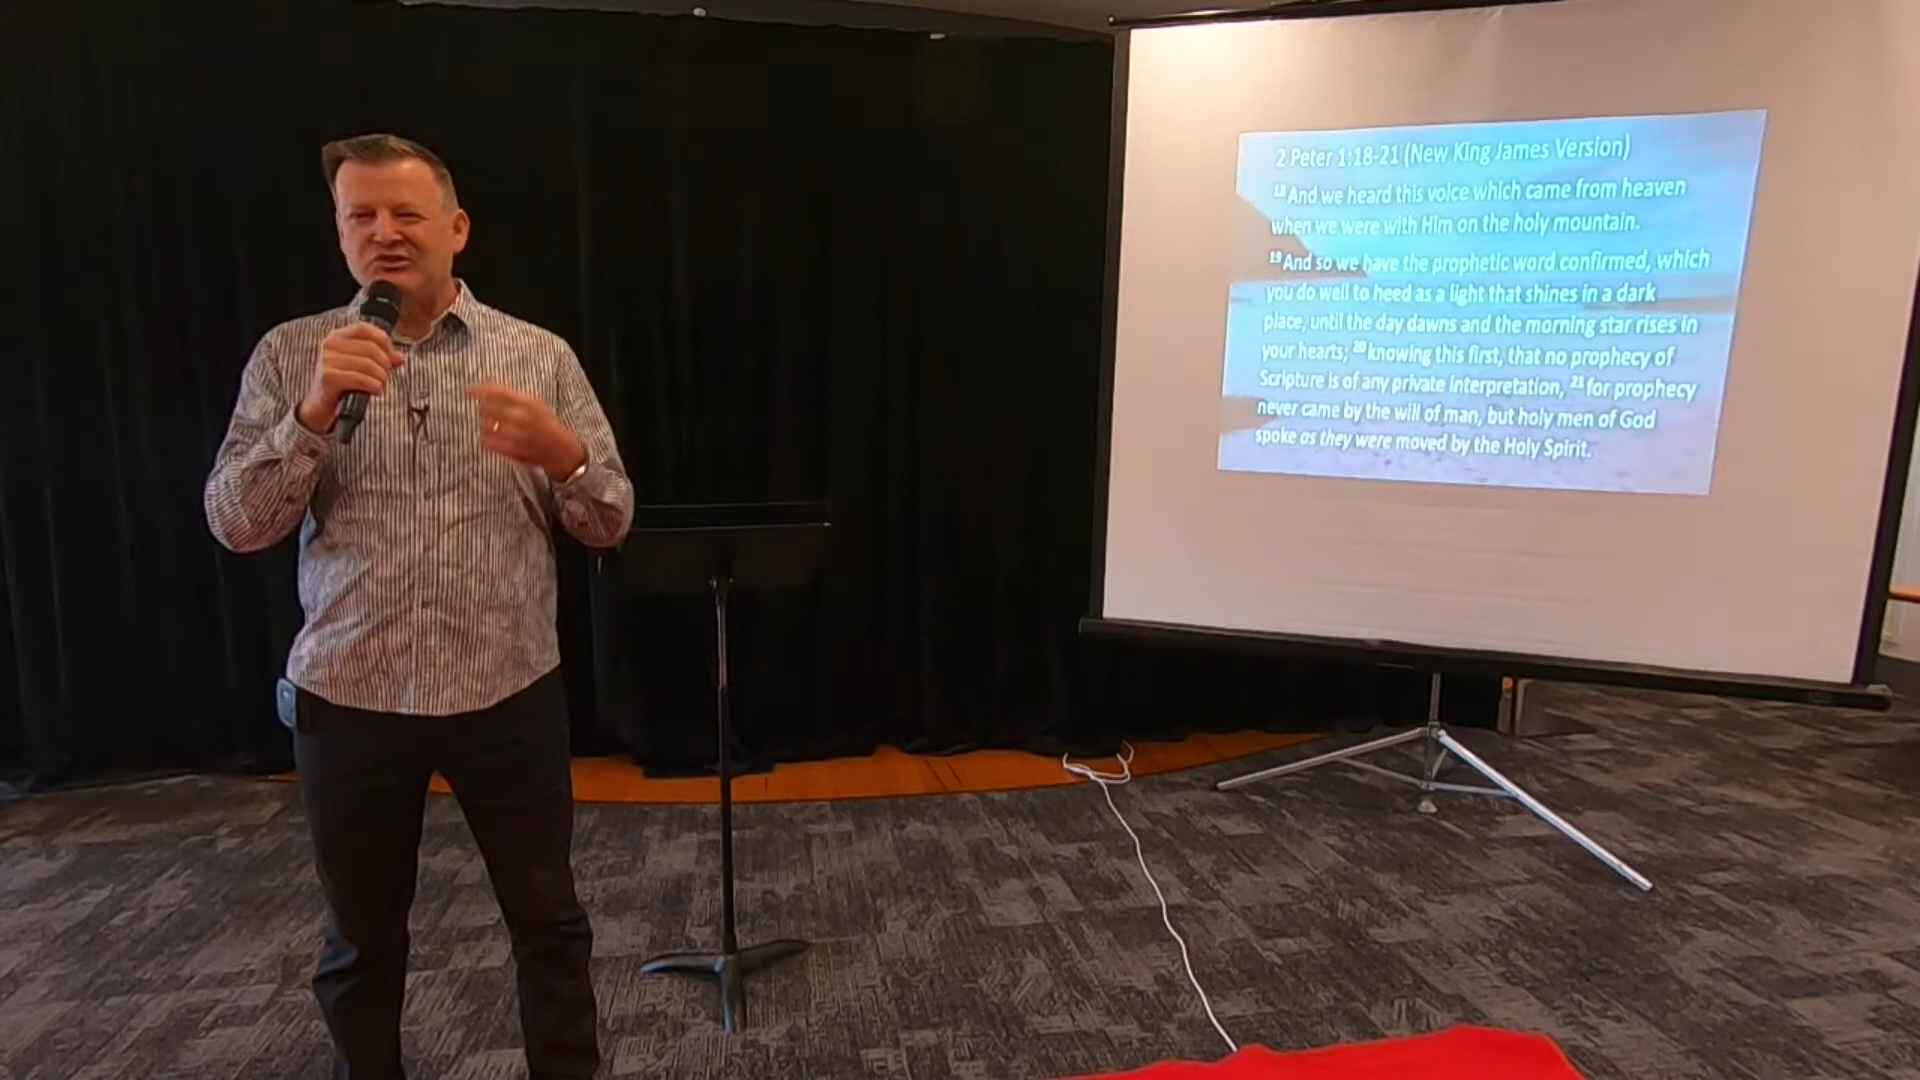 2 Peter 1:18-21 (New King James Version)
18 And we heard this voice which came from heaven
when we were with Him on the holy mountain.
19 And so we have the prophetic word confirmed, which
you do well to heed as a light that shines in a dark
place, until the day dawns and the morning star rises in
your hearts; 20 knowing this first, that no prophecy of
Scripture is of any private interpretation, 21 for prophecy
never came by the will of man, but holy men of God
spoke as they were moved by the Holy Spirit.